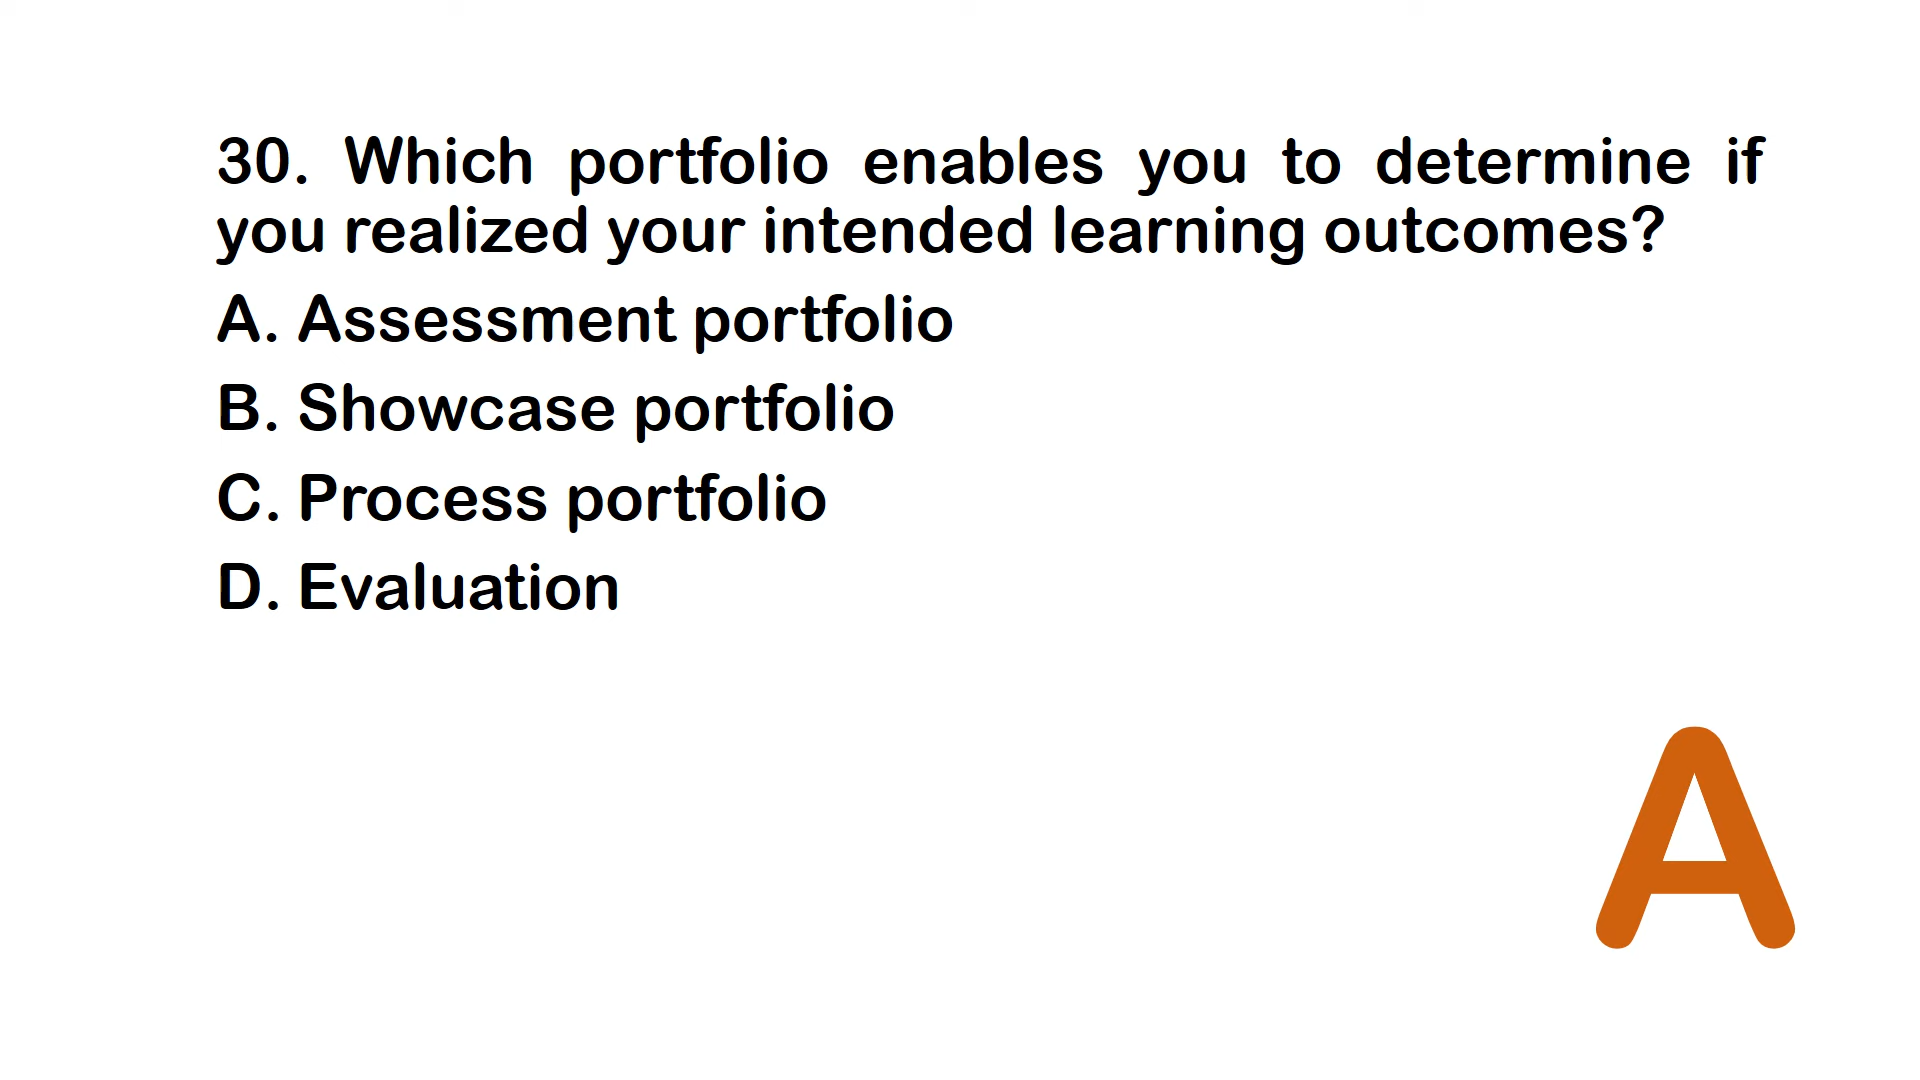 30. Which portfolio enables you to determine if
you realized your intended learning outcomes?
A. Assessment portfolio
B. Showcase portfolio
C. Process portfolio
D. Evaluation
A